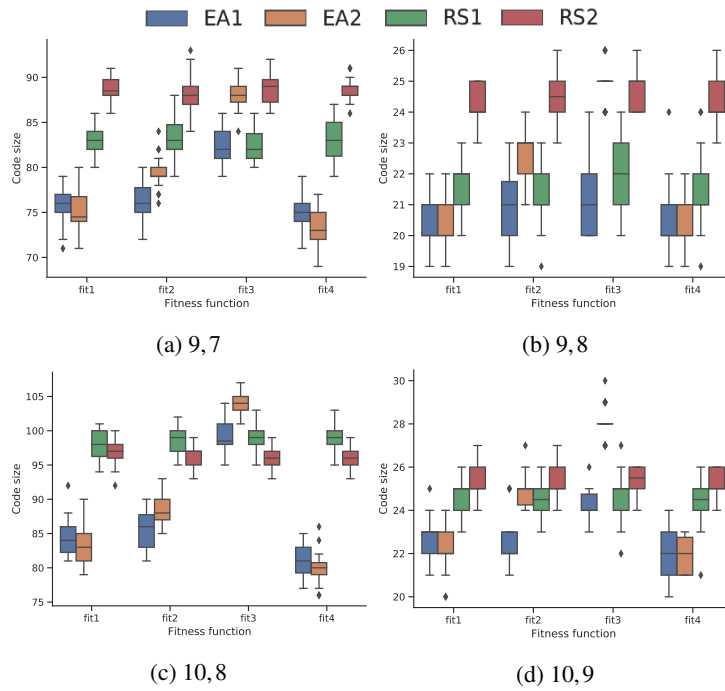 EA1 EA2 RS1 RS2
Code size
90
85
80
75
70
fit1 fit2 fit3 fit4
Fitness function
(a) 9, 7
Code size
26
25
24
23
22
21
20
19
fit1 fit2 fit3 fit4
Fitness function
(b) 9, 8
Code size
105
100
95
90
85
80
75
fit1 fit2 fit3 fit4
Fitness function
(c) 10, 8
Code size
30
28
26
24
22
20
fit1 fit2 fit3 fit4
Fitness function
(d) 10, 9